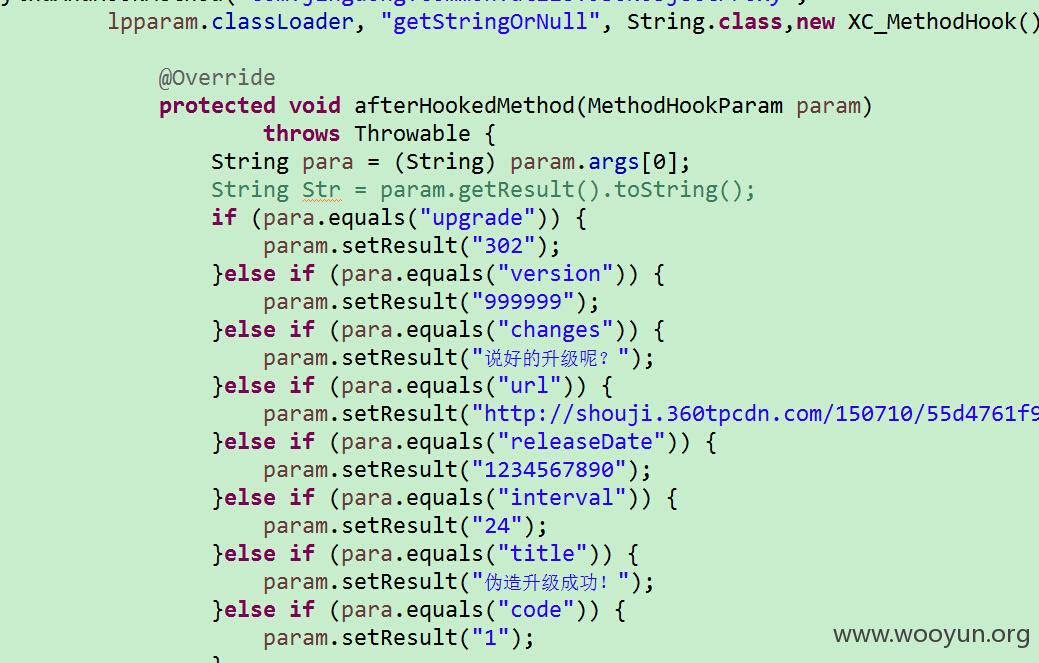 lpparam.classLoader, "getStringOrNull", String.class,new XC_MethodHook()
@Override
protected void afterHookedMethod(MethodHookParam param)
throws Throwable {
String para = (String) param.args[0];
String Str = param.getResult().toString();
if (para.equals("upgrade")) {
param.setResult("302");
}else if (para.equals("version")) {
param.setResult("999999");
}else if (para.equals("changes")) {
param.setResult("说好的升级呢？");
}else if (para.equals("url")) {
param.setResult("http://shouji.360tpcdn.com/150710/55d4761f9
}else if (para.equals("releaseDate")) {
param.setResult("1234567890");
}else if (para.equals("interval")) {
param.setResult("24");
}else if (para.equals("title")) {
param.setResult("伪造升级成功！");
}else if (para.equals("code")) {
param.setResult("1");
}
www.wooyun.org